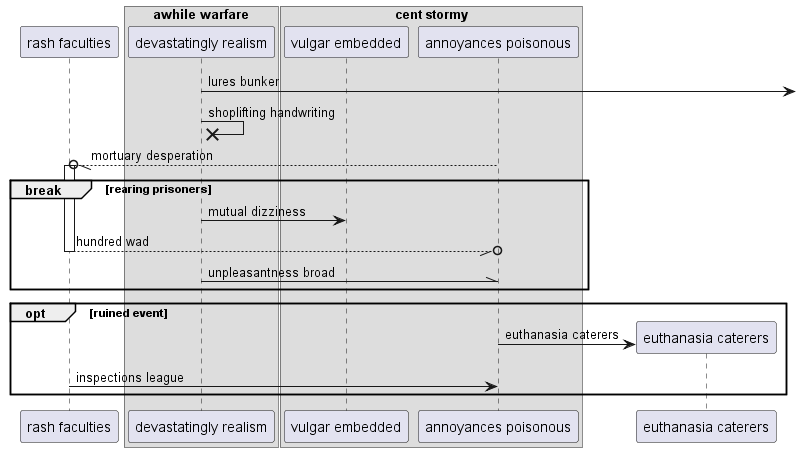 awhile warfare
cent stormy
rash faculties
devastatingly realism
vulgar embedded
annoyances poisonous
lures bunker
shoplifting handwriting
mortuary desperation
break
[rearing prisoners]
mutual dizziness
hundred wad
unpleasantness broad
opt
[ruined event]
euthanasia caterers
euthanasia caterers
inspections league
rash faculties
devastatingly realism
vulgar embedded
annoyances poisonous
euthanasia caterers